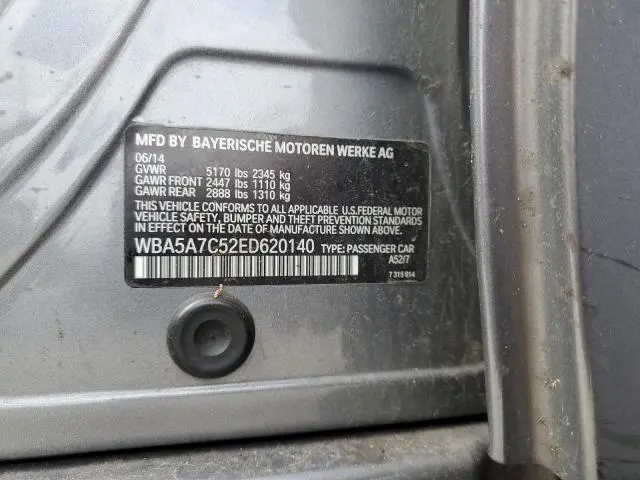 MFD BY BAYERISCHE MOTOREN WERKE AG
06/14
GVWR 5170 lbs 2345 kg
GAWR FRONT 2447 lbs 1110 kg
GAWR REAR 2888 lbs 1310 kg
THIS VEHICLE CONFORMS TO ALL APPLICABLE U.S.FEDERAL MOTOR
VEHICLE SAFETY, BUMPER AND THEFT PREVENTION STANDARDS
IN EFFECT ON THE DATE OF MANUFACTURE SHOWN ABOVE.
WBA5A7C52ED620140 TYPE: PASSENGER CAR
A52/7
7 315 614